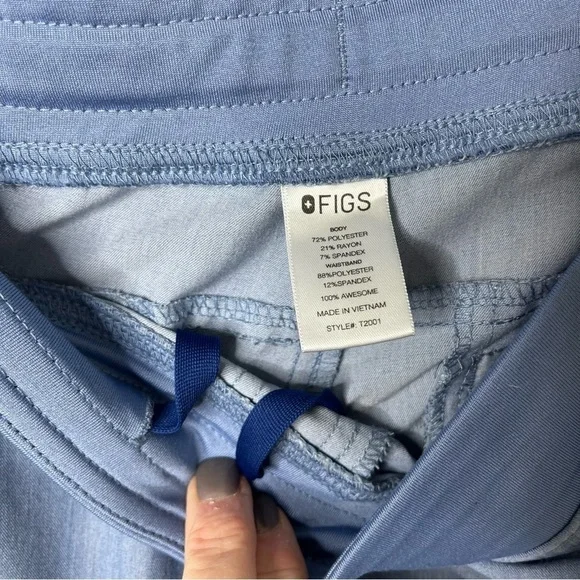 FIGS
BODY
72% POLYESTER
21% RAYON
7% SPANDEX
WAISTBAND
88%POLYESTER
12%SPANDEX
100% AWESOME
MADE IN VIETNAM
STYLE#: T2001